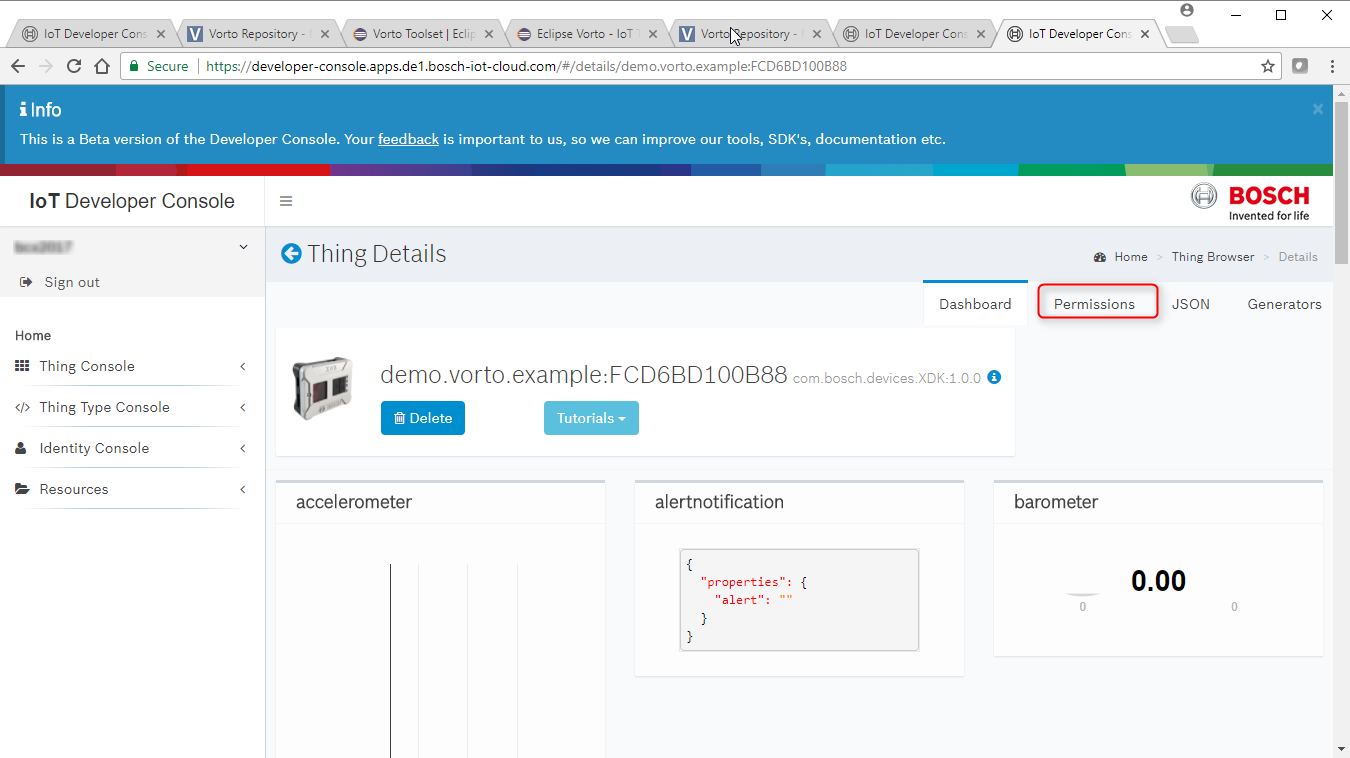 IoT Developer Cons
Vorto Repository -
Vorto Toolset | Eclip
Eclipse Vorto - IoT T
Vorto Repository -
IoT Developer Cons
IoT Developer Cons
Secure
https://developer-console.apps.de1.bosch-iot-cloud.com/#/details/demo.vorto.example:FCD6BD100B88
Info
This is a Beta version of the Developer Console. Your feedback is important to us, so we can improve our tools, SDK's, documentation etc.
IoT Developer Console
BOSCH
Invented for life
Sign out
Home
Thing Console
Thing Type Console
Identity Console
Resources
Thing Details
Home > Thing Browser > Details
Dashboard Permissions JSON Generators
demo.vorto.example:FCD6BD100B88 com.bosch.devices.XDK:1.0.0
Delete
Tutorials
accelerometer
alertnotification
{
"properties": {
"alert": ""
}
}
barometer
0.00
0 0